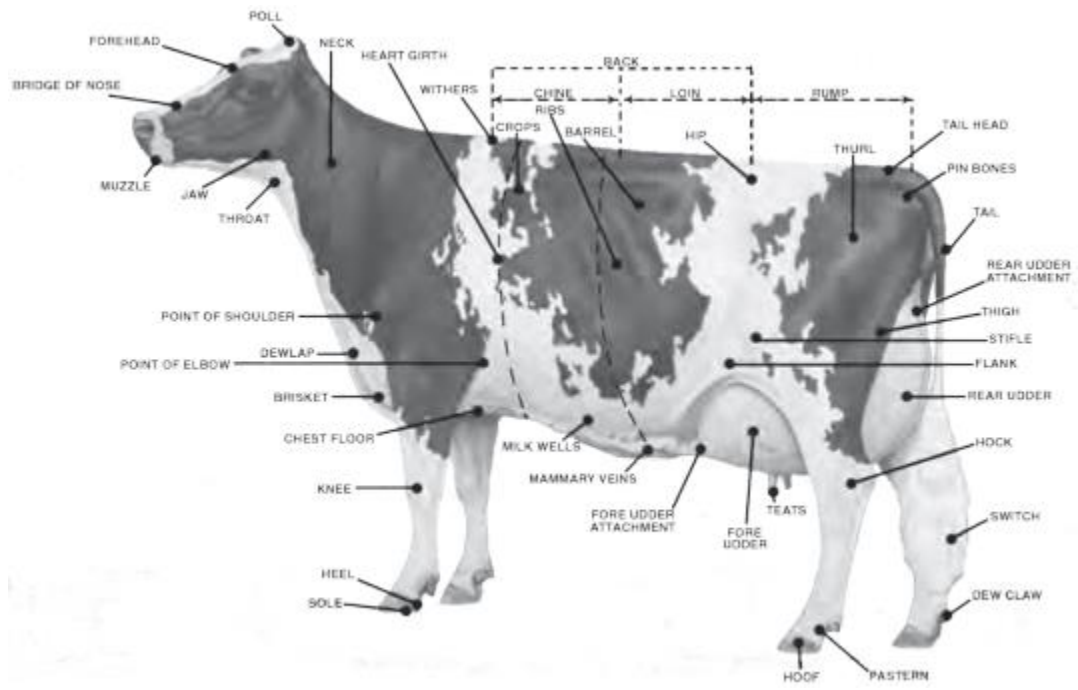 POLL
FOREHEAD
NECK
HEART GIRTH
BRIDGE OF NOSE
BACK
WITHERS
CHINE
LOIN
RUMP
RIBS
CROPS
BARREL
HIP
TAIL HEAD
THURL
PIN BONES
MUZZLE
JAW
THROAT
TAIL
REAR UDDER
ATTACHMENT
POINT OF SHOULDER
THIGH
STIFLE
DEWLAP
POINT OF ELBOW
FLANK
BRISKET
REAR UDDER
CHEST FLOOR
MILK WELLS
HOCK
MAMMARY VEINS
KNEE
FORE UDDER
ATTACHMENT
TEATS
FORE
UDDER
SWITCH
HEEL
SOLE
DEW CLAW
HOOF
PASTERN